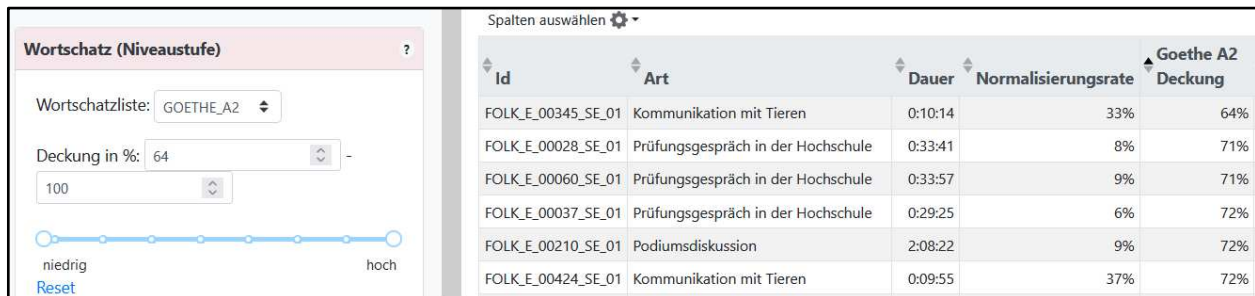 Wortschatz (Niveaustufe) ?
Wortschatzliste: GOETHE_A2
Deckung in %: 64 -
100
niedrig hoch
Reset
Spalten auswählen
Id Art Dauer Normalisierungsrate Goethe A2 Deckung
FOLK_E_00345_SE_01 Kommunikation mit Tieren 0:10:14 33% 64%
FOLK_E_00028_SE_01 Prüfungsgespräch in der Hochschule 0:33:41 8% 71%
FOLK_E_00060_SE_01 Prüfungsgespräch in der Hochschule 0:33:57 9% 71%
FOLK_E_00037_SE_01 Prüfungsgespräch in der Hochschule 0:29:25 6% 72%
FOLK_E_00210_SE_01 Podiumsdiskussion 2:08:22 9% 72%
FOLK_E_00424_SE_01 Kommunikation mit Tieren 0:09:55 37% 72%